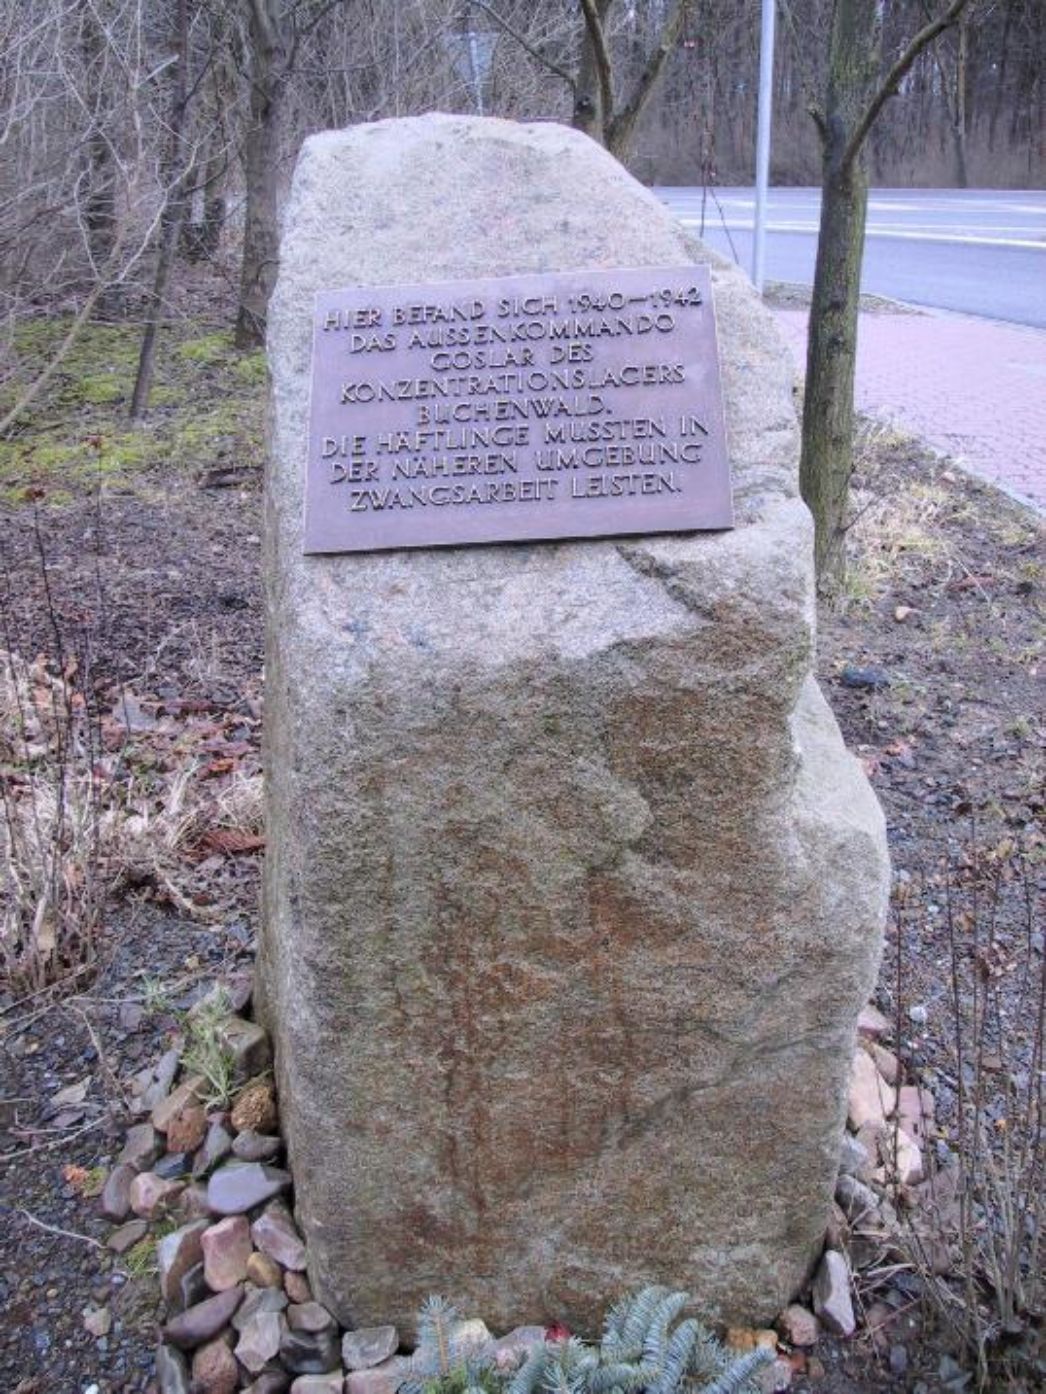 HIER BEFAND SICH 1940–1942
DAS AUSSENKOMMANDO
GOSLAR DES
KONZENTRATIONSLAGERS
BUCHENWALD.
DIE HÄFTLINGE MUSSTEN IN
DER NÄHEREN UMGEBUNG
ZWANGSARBEIT LEISTEN.